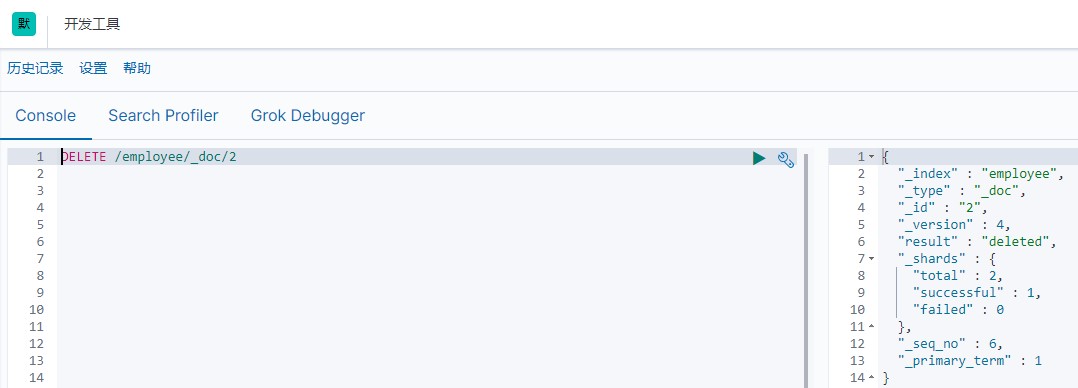 默 开发工具
历史记录 设置 帮助
Console Search Profiler Grok Debugger
1 DELETE /employee/_doc/2
2
3
4
5
6
7
8
9
10
11
12
13
14
1 {
2 "_index" : "employee",
3 "_type" : "_doc",
4 "_id" : "2",
5 "_version" : 4,
6 "result" : "deleted",
7 "_shards" : {
8 "total" : 2,
9 "successful" : 1,
10 "failed" : 0
11 },
12 "_seq_no" : 6,
13 "_primary_term" : 1
14 }